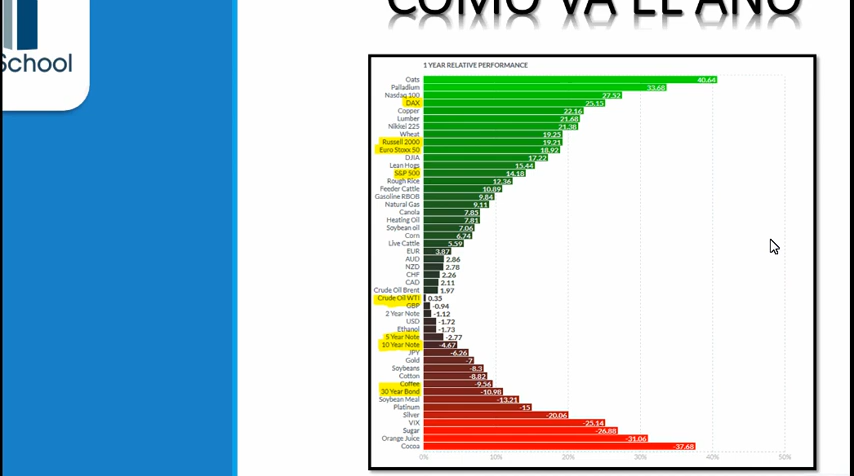 COMO VA EL AÑO
School
1 YEAR RELATIVE PERFORMANCE
Oats 40.64
Palladium 33.68
Nasdaq 100 27.52
DAX 25.15
Copper 22.16
Lumber 21.68
Nikkei 225 21.38
Wheat 19.25
Russell 2000 19.21
Euro Stoxx 50 18.92
DJIA 17.22
Lean Hogs 15.44
S&P 500 14.18
Rough Rice 12.36
Feeder Cattle 10.89
Gasoline RBOB 9.84
Natural Gas 9.11
Canola 7.85
Heating Oil 7.81
Soybean oil 7.06
Corn 6.74
Live Cattle 5.59
EUR 3.87
AUD 2.86
NZD 2.78
CHF 2.26
CAD 2.11
Crude Oil Brent 1.97
Crude Oil WTI 0.35
GBP -0.94
2 Year Note -1.12
USD -1.72
Ethanol -1.73
5 Year Note -2.77
10 Year Note -4.67
JPY -6.26
Gold -7
Soybeans -8.3
Cotton -8.82
Coffee -9.56
30 Year Bond -10.98
Soybean Meal -13.21
Platinum -15
Silver -20.06
VIX -25.14
Sugar -26.88
Orange Juice -31.06
Cocoa -37.68
0% 10% 20% 30% 40% 50%